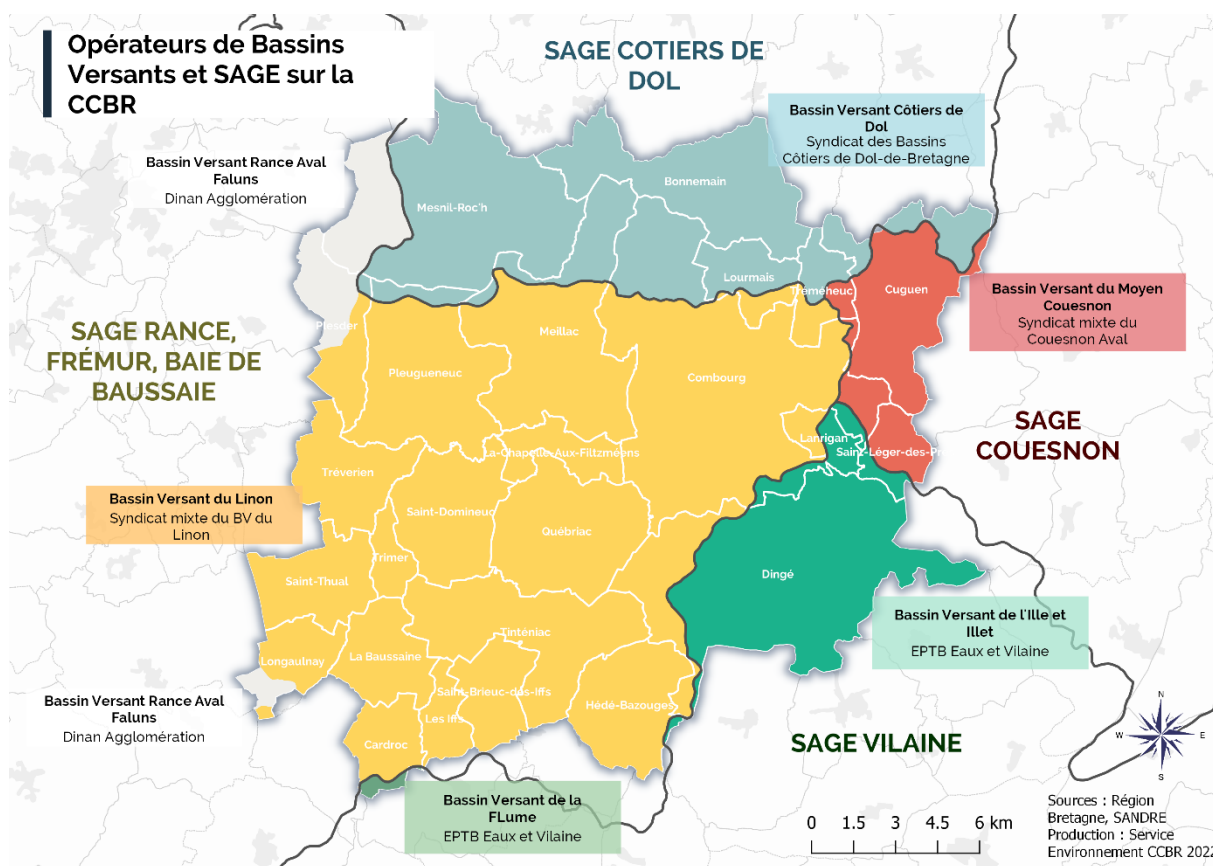 Opérateurs de Bassins
Versants et SAGE sur la
CCBR
SAGE COTIERS DE
DOL
Bassin Versant Côtiers de
Dol
Syndicat des Bassins
Côtiers de Dol-de-Bretagne
Bassin Versant Rance Aval
Faluns
Dinan Agglomération
Bonnemain
Mesnil-Roc'h
Lourmais
Tréméheuc
Cuguen
Bassin Versant du Moyen
Couesnon
Syndicat mixte du
Couesnon Aval
SAGE RANCE,
FRÉMUR, BAIE DE
BAUSSAIE
Plesder
Meillac
Pleugueneuc
Combourg
SAGE
COUESNON
Lanrigan
La-Chapelle-Aux-Filtzméens
Tréverien
Bassin Versant du Linon
Syndicat mixte du BV du
Linon
Saint-Domineuc
Québriac
Trimer
Saint-Thual
Dingé
Bassin Versant de l'Ille et
Illet
EPTB Eaux et Vilaine
Tinténiac
Longaulnay
La Baussaine
Saint-Brieuc-des-Iffs
Hédé-Bazouges
Les Iffs
Cardroc
Bassin Versant Rance Aval
Faluns
Dinan Agglomération
SAGE VILAINE
N
W
E
S
Bassin Versant de la
FLume
EPTB Eaux et Vilaine
0 1.5 3 4.5 6 km
Sources : Région
Bretagne, SANDRE
Production : Service
Environnement CCBR 2022